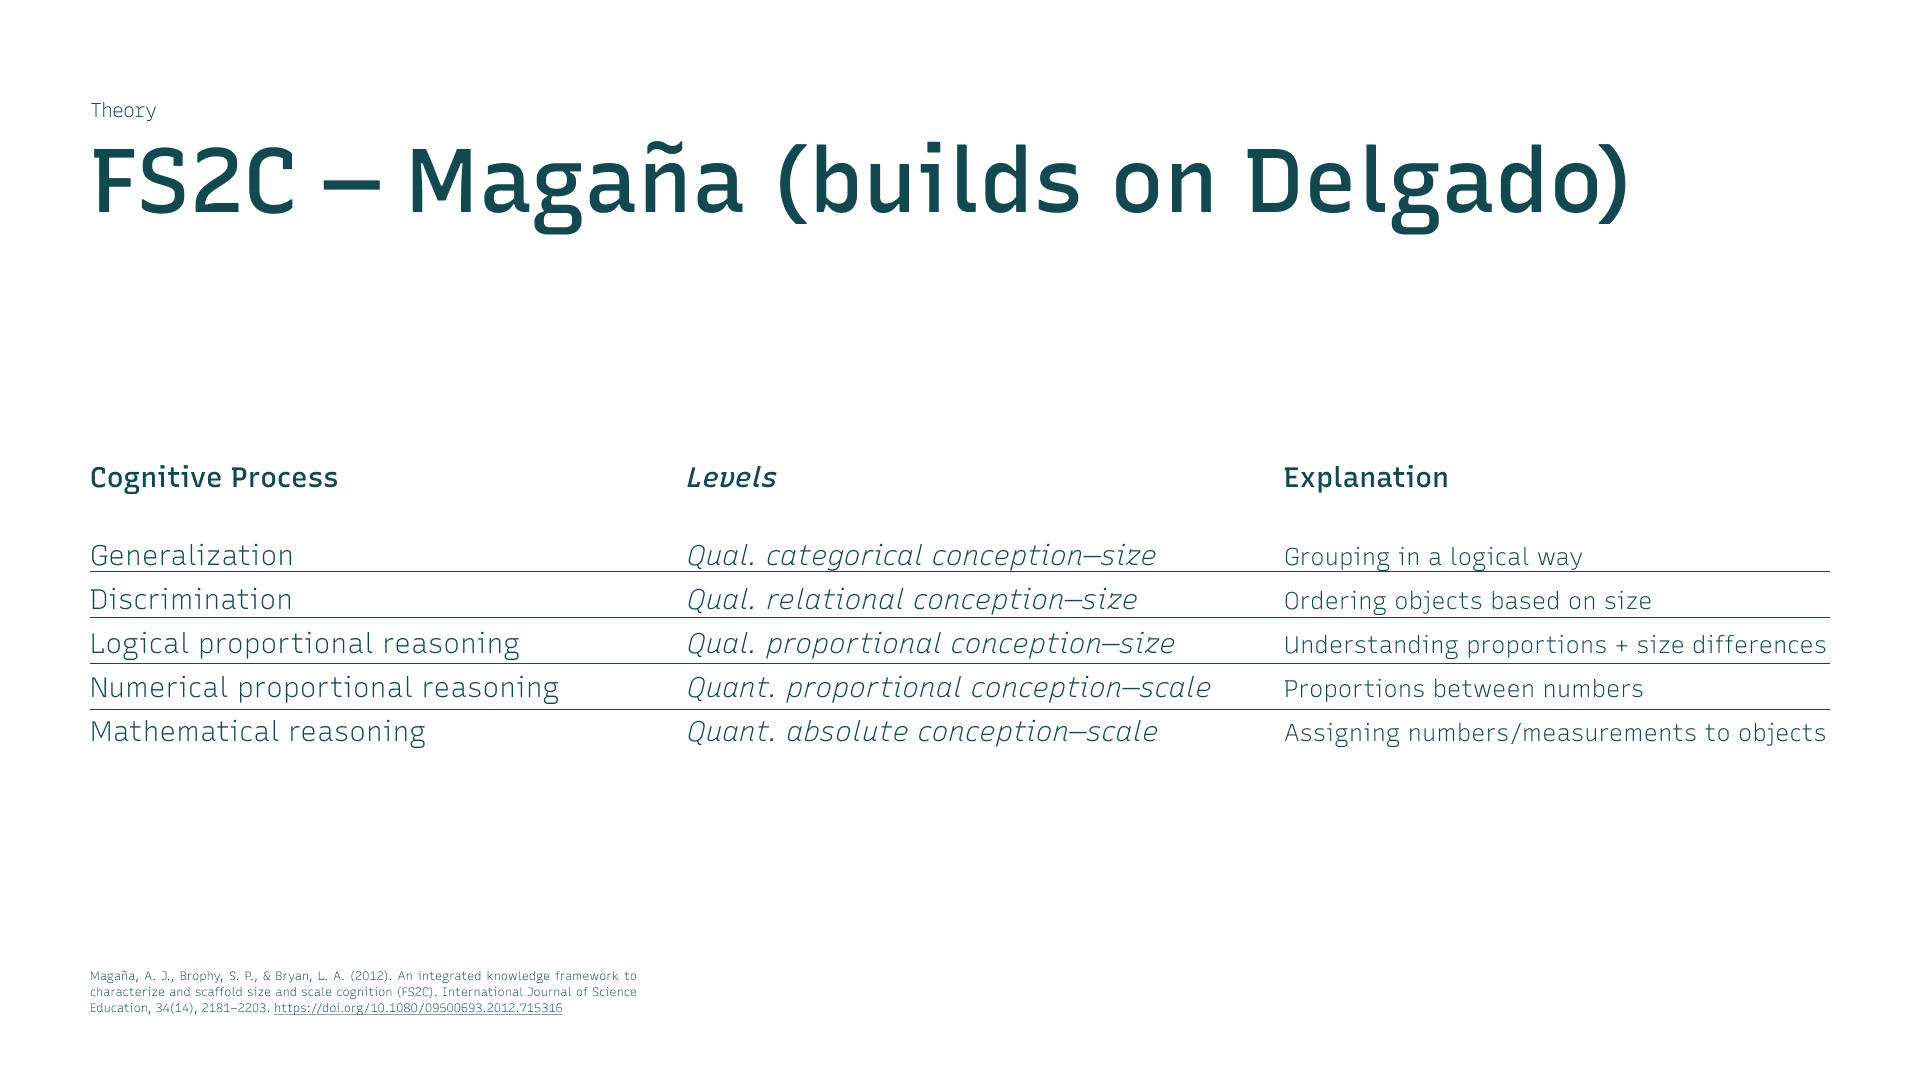 Theory
FS2C — Magaña (builds on Delgado)
Cognitive Process Levels Explanation
Generalization Qual. categorical conception—size Grouping in a logical way
Discrimination Qual. relational conception—size Ordering objects based on size
Logical proportional reasoning Qual. proportional conception—size Understanding proportions + size differences
Numerical proportional reasoning Quant. proportional conception—scale Proportions between numbers
Mathematical reasoning Quant. absolute conception—scale Assigning numbers/measurements to objects
Magaña, A. J., Brophy, S. P., & Bryan, L. A. (2012). An integrated knowledge framework to
characterize and scaffold size and scale cognition (FS2C). International Journal of Science
Education, 34(14), 2181–2203. https://doi.org/10.1080/09500693.2012.715316